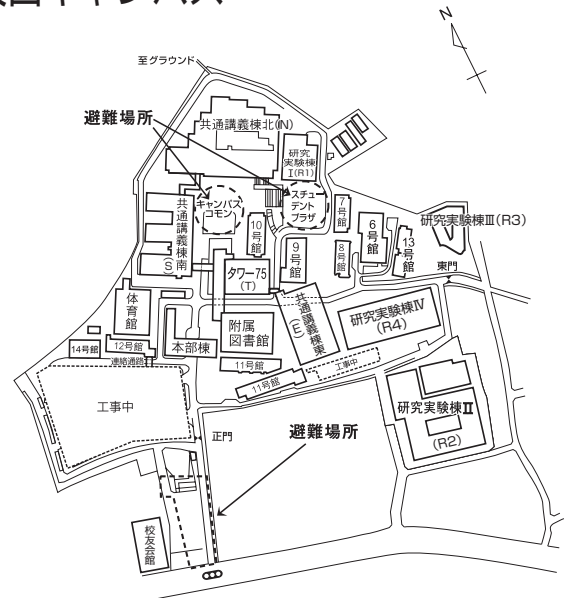 キャンパス
N
至グラウンド
避難場所
共通講義棟北(N)
研究
実験棟
I(R1)
キャンパス
コモン
スチュ
デント
プラザ
7号館
6号館
研究実験棟III(R3)
共通講義棟南(S)
10号館
9号館
8号館
13号館
東門
タワー75
(T)
体育館
附属
図書館
共通講義棟東(E)
研究実験棟IV
(R4)
14号館
12号館
本部棟
連絡通路
11号館
11号館
工事中
工事中
研究実験棟II
(R2)
正門
避難場所
校友会館